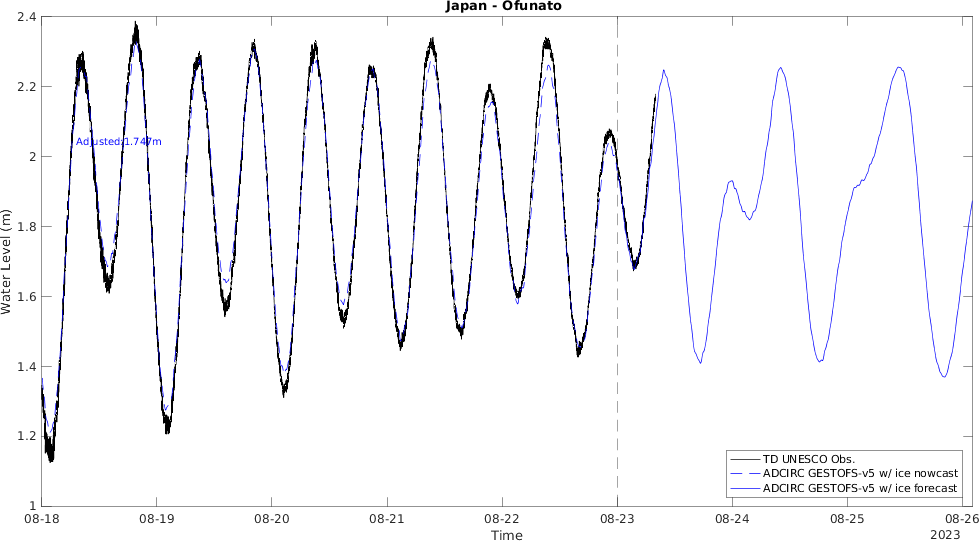 Japan - Ofunato
2.4
2.2
2
1.8
1.6
1.4
1.2
1
Water Level (m)
Adjusted:1.747m
TD UNESCO Obs.
ADCIRC GESTOFS-v5 w/ ice nowcast
ADCIRC GESTOFS-v5 w/ ice forecast
08-18 08-19 08-20 08-21 08-22 08-23 08-24 08-25 08-26
Time
2023